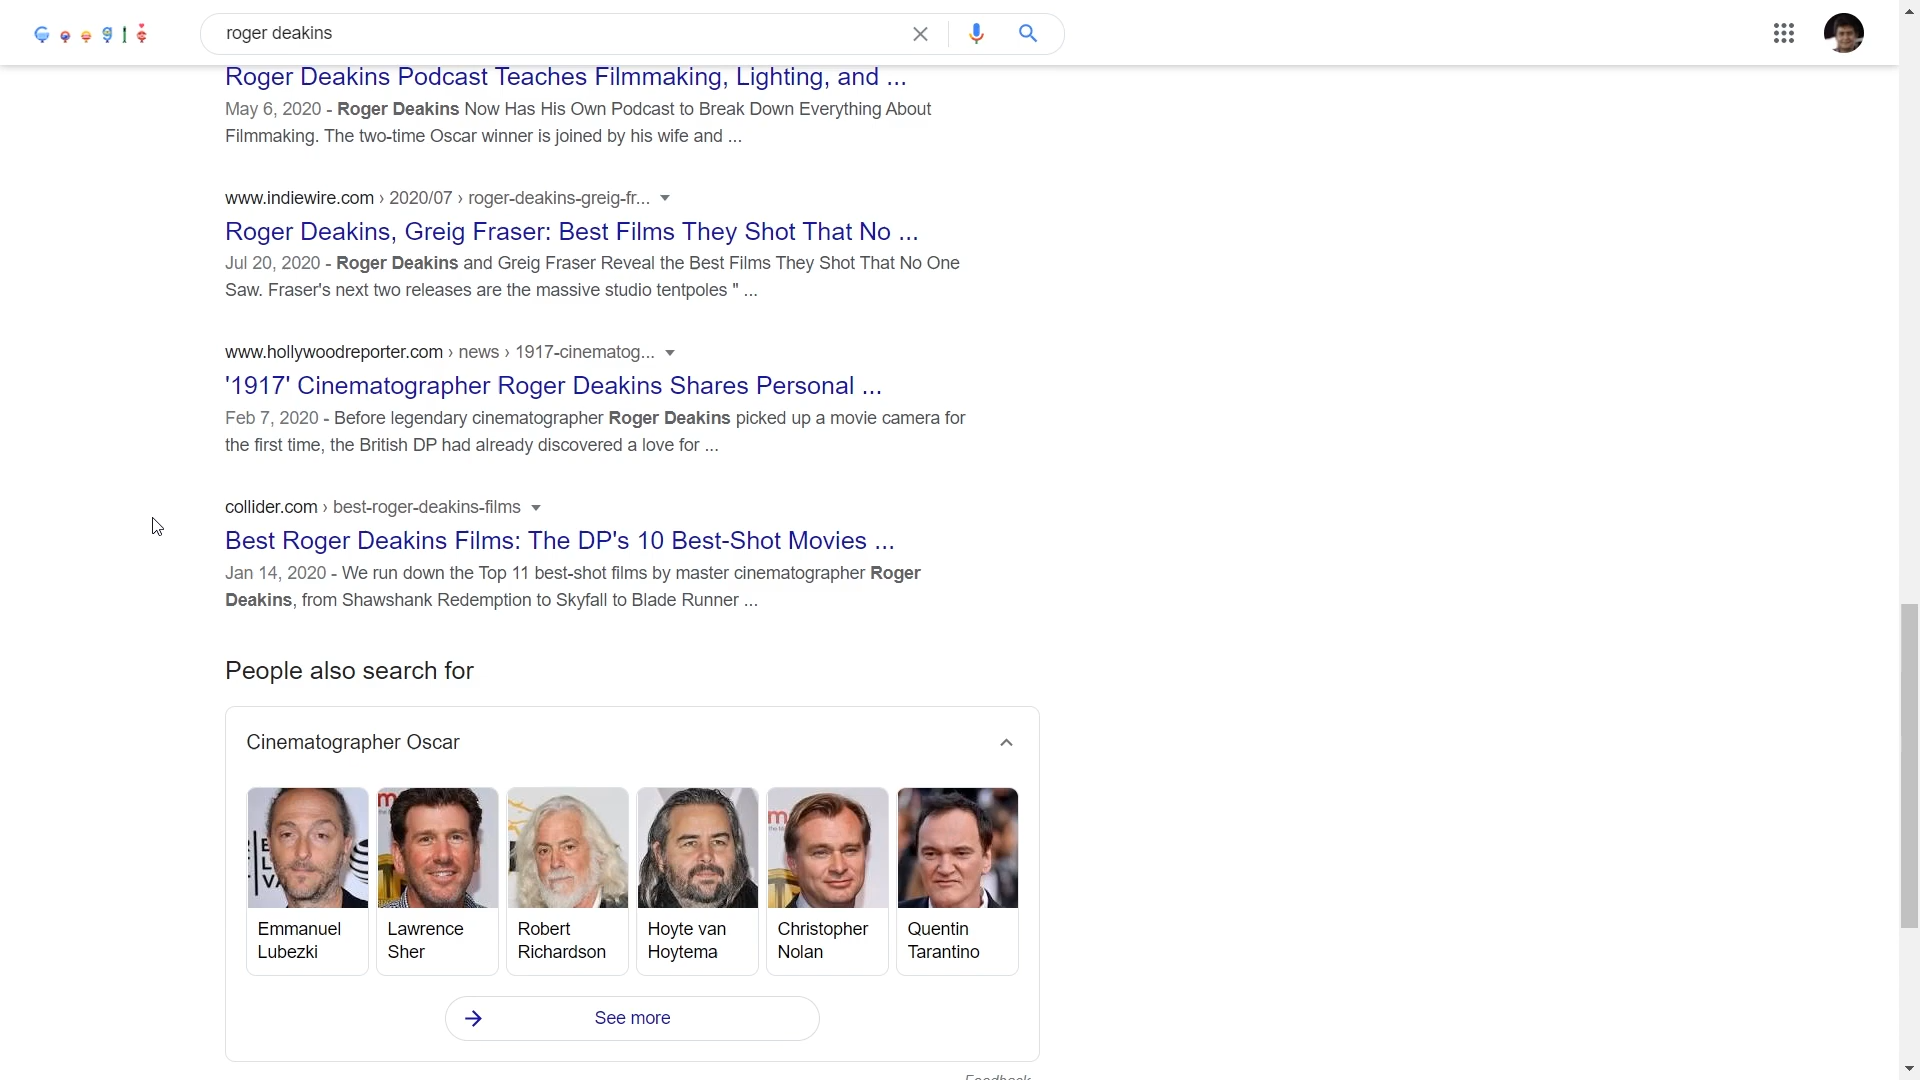 Google
roger deakins
Roger Deakins Podcast Teaches Filmmaking, Lighting, and ...
May 6, 2020 - Roger Deakins Now Has His Own Podcast to Break Down Everything About
Filmmaking. The two-time Oscar winner is joined by his wife and ...
www.indiewire.com › 2020/07 › roger-deakins-greig-fr...
Roger Deakins, Greig Fraser: Best Films They Shot That No ...
Jul 20, 2020 - Roger Deakins and Greig Fraser Reveal the Best Films They Shot That No One
Saw. Fraser's next two releases are the massive studio tentpoles " ...
www.hollywoodreporter.com › news › 1917-cinematog...
'1917' Cinematographer Roger Deakins Shares Personal ...
Feb 7, 2020 - Before legendary cinematographer Roger Deakins picked up a movie camera for
the first time, the British DP had already discovered a love for ...
collider.com › best-roger-deakins-films
Best Roger Deakins Films: The DP's 10 Best-Shot Movies ...
Jan 14, 2020 - We run down the Top 11 best-shot films by master cinematographer Roger
Deakins, from Shawshank Redemption to Skyfall to Blade Runner ...
People also search for
Cinematographer Oscar
Emmanuel Lubezki
Lawrence Sher
Robert Richardson
Hoyte van Hoytema
Christopher Nolan
Quentin Tarantino
See more
Feedback